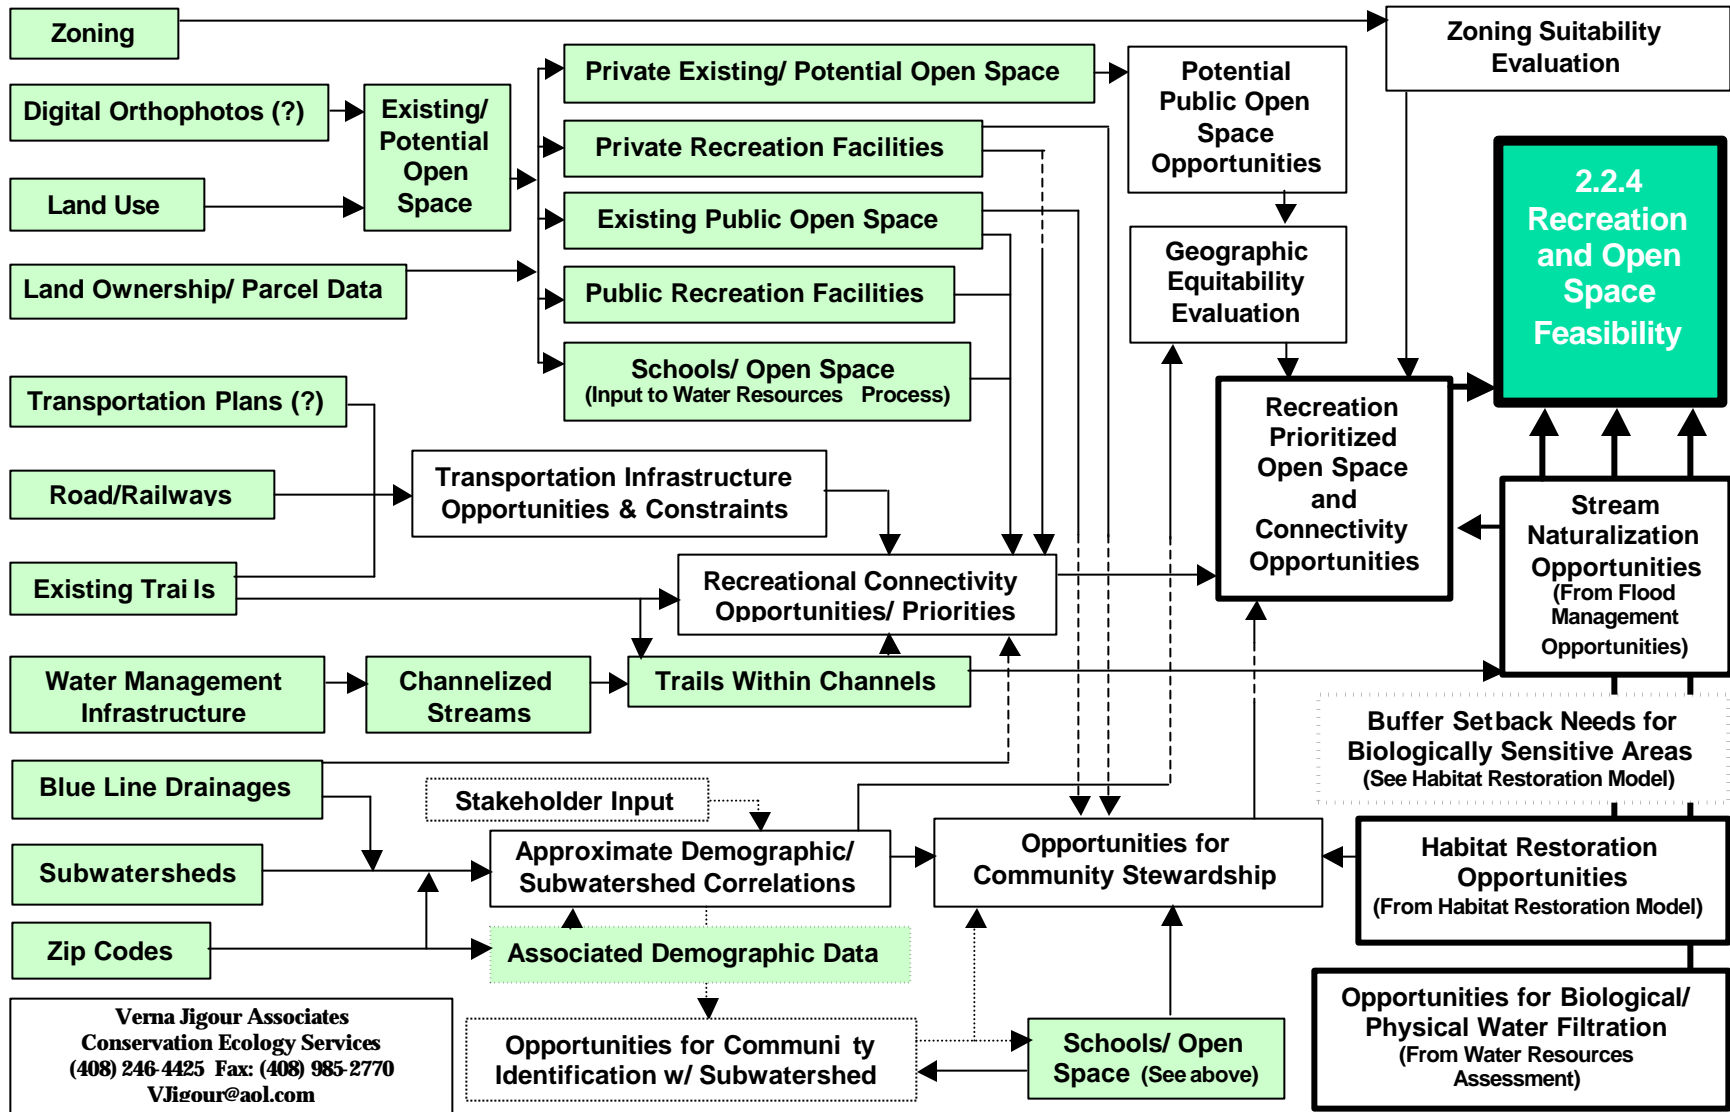 Zoning
Zoning Suitability
Evaluation
Private Existing/ Potential Open Space
Potential
Public Open
Space
Opportunities
Digital Orthophotos (?)
Existing/
Potential
Open
Space
Private Recreation Facilities
Land Use
Existing Public Open Space
2.2.4
Recreation
and Open
Space
Feasibility
Geographic
Equitability
Evaluation
Land Ownership/ Parcel Data
Public Recreation Facilities
Schools/ Open Space
(Input to Water Resources Process)
Transportation Plans (?)
Recreation
Prioritized
Open Space
and
Connectivity
Opportunities
Transportation Infrastructure
Opportunities & Constraints
Road/Railways
Stream
Naturalization
Opportunities
(From Flood
Management
Opportunities)
Existing Trai ls
Recreational Connectivity
Opportunities/ Priorities
Water Management
Infrastructure
Channelized
Streams
Trails Within Channels
Buffer Setback Needs for
Biologically Sensitive Areas
(See Habitat Restoration Model)
Blue Line Drainages
Stakeholder Input
Subwatersheds
Approximate Demographic/
Subwatershed Correlations
Opportunities for
Community Stewardship
Habitat Restoration
Opportunities
(From Habitat Restoration Model)
Zip Codes
Associated Demographic Data
Verna Jigour Associates
Conservation Ecology Services
(408) 246-4425 Fax: (408) 985-2770
VJigour@aol.com
Opportunities for Communi ty
Identification w/ Subwatershed
Schools/ Open
Space (See above)
Opportunities for Biological/
Physical Water Filtration
(From Water Resources
Assessment)